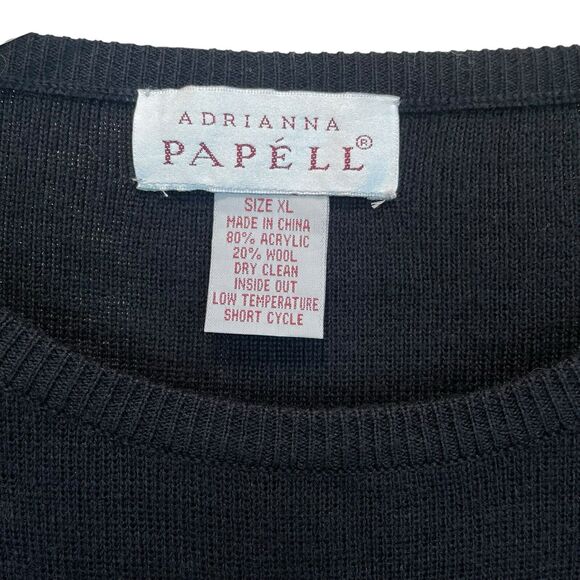 ADRIANNA
PAPÉLL®
SIZE XL
MADE IN CHINA
80% ACRYLIC
20% WOOL
DRY CLEAN
INSIDE OUT
LOW TEMPERATURE
SHORT CYCLE